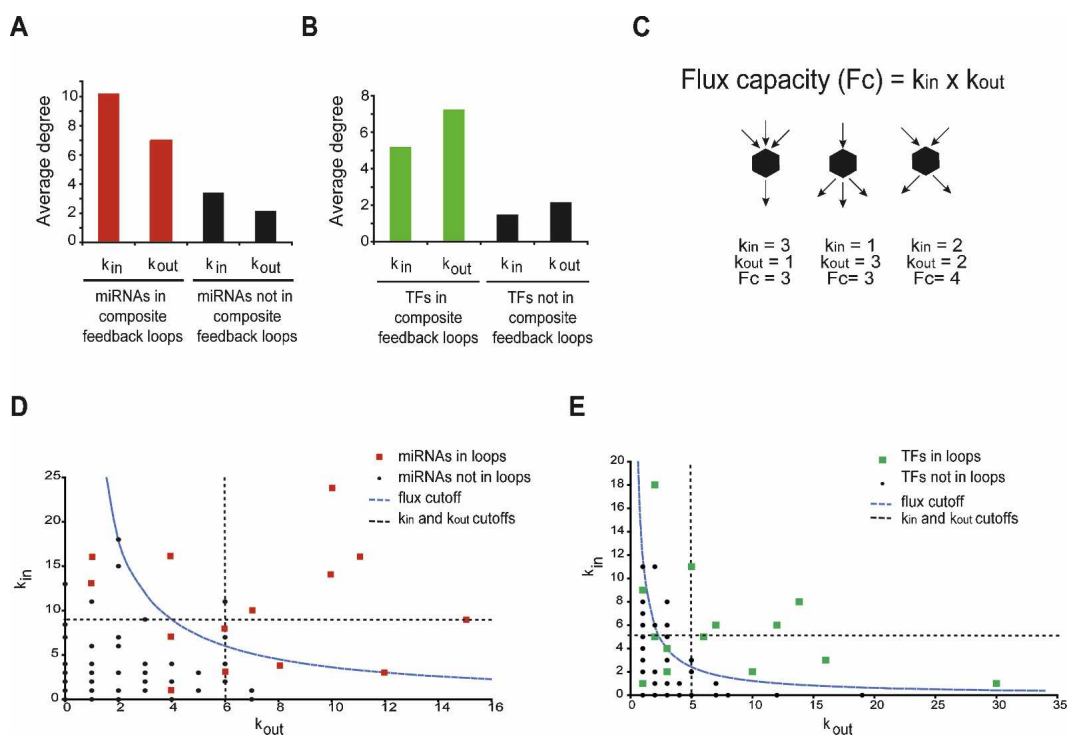 A
Average degree
10
8
6
4
2
0
kin kout kin kout
miRNAs in composite feedback loops
miRNAs not in composite feedback loops
B
Average degree
8
6
4
2
0
kin kout kin kout
TFs in composite feedback loops
TFs not in composite feedback loops
C
Flux capacity (Fc) = kin x kout
kin = 3
kout = 1
Fc = 3
kin = 1
kout = 3
Fc= 3
kin = 2
kout = 2
Fc= 4
D
miRNAs in loops
miRNAs not in loops
flux cutoff
kin and kout cutoffs
kin
25
20
15
10
5
0
0 2 4 6 8 10 12 14 16
kout
E
TFs in loops
TFs not in loops
flux cutoff
kin and kout cutoffs
kin
20
18
16
14
12
10
8
6
4
2
0
0 5 10 15 20 25 30 35
kout